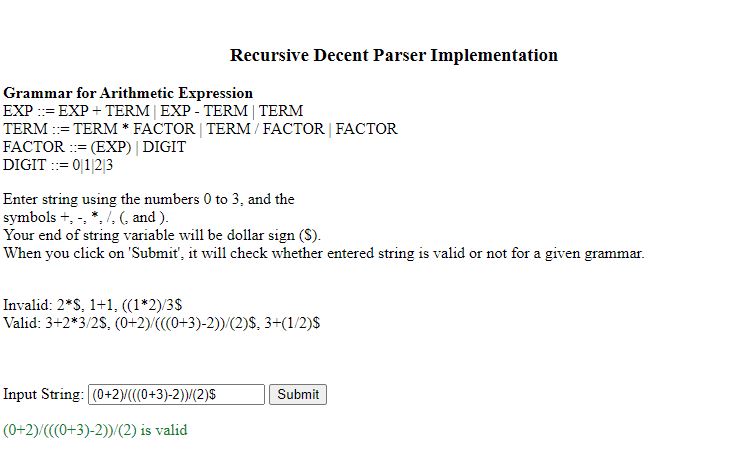 Recursive Decent Parser Implementation
Grammar for Arithmetic Expression
EXP ::= EXP + TERM | EXP - TERM | TERM
TERM ::= TERM * FACTOR | TERM / FACTOR | FACTOR
FACTOR ::= (EXP) | DIGIT
DIGIT ::= 0|1|2|3
Enter string using the numbers 0 to 3, and the
symbols +, -, *, /, (, and ).
Your end of string variable will be dollar sign ($).
When you click on 'Submit', it will check whether entered string is valid or not for a given grammar.
Invalid: 2*$, 1+1, ((1*2)/3$
Valid: 3+2*3/2$, (0+2)/(((0+3)-2))/(2)$, 3+(1/2)$
Input String: (0+2)/(((0+3)-2))/(2)$ Submit
(0+2)/(((0+3)-2))/(2) is valid